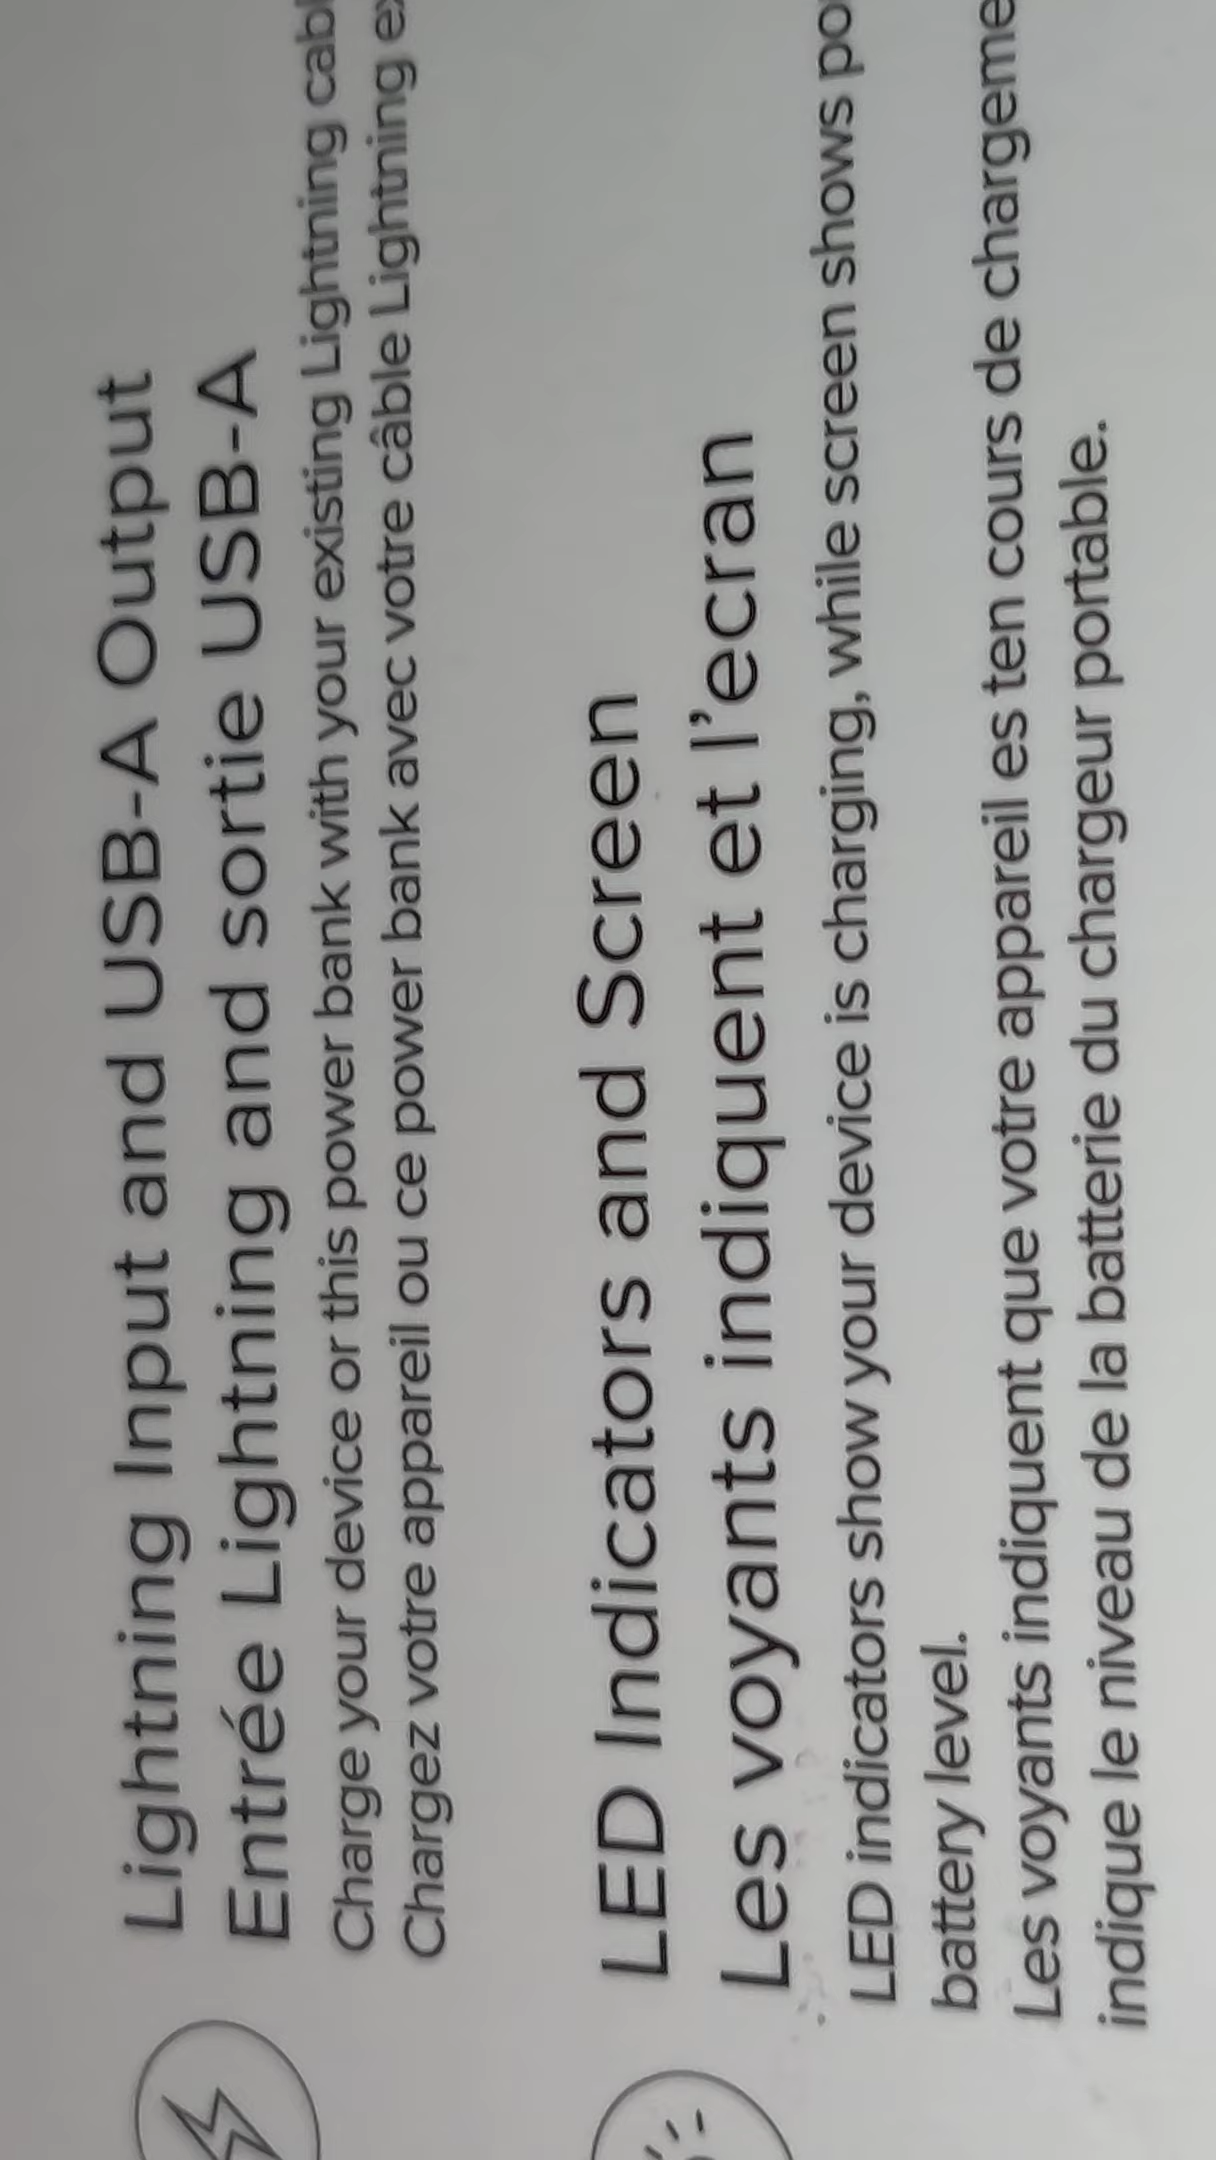 Lightning Input and USB-A Output
Entrée Lightning and sortie USB-A
Charge your device or this power bank with your existing Lightning
Chargez votre appareil ou ce power bank avec votre câble Lightning
LED Indicators and Screen
Les voyants indiquent et l'ecran
LED indicators show your device is charging, while screen shows
battery level.
Les voyants indiquent que votre appareil es ten cours de
indique le niveau de la batterie du chargeur portable.